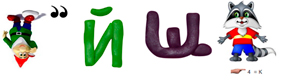 „ Й Щ
4 = К